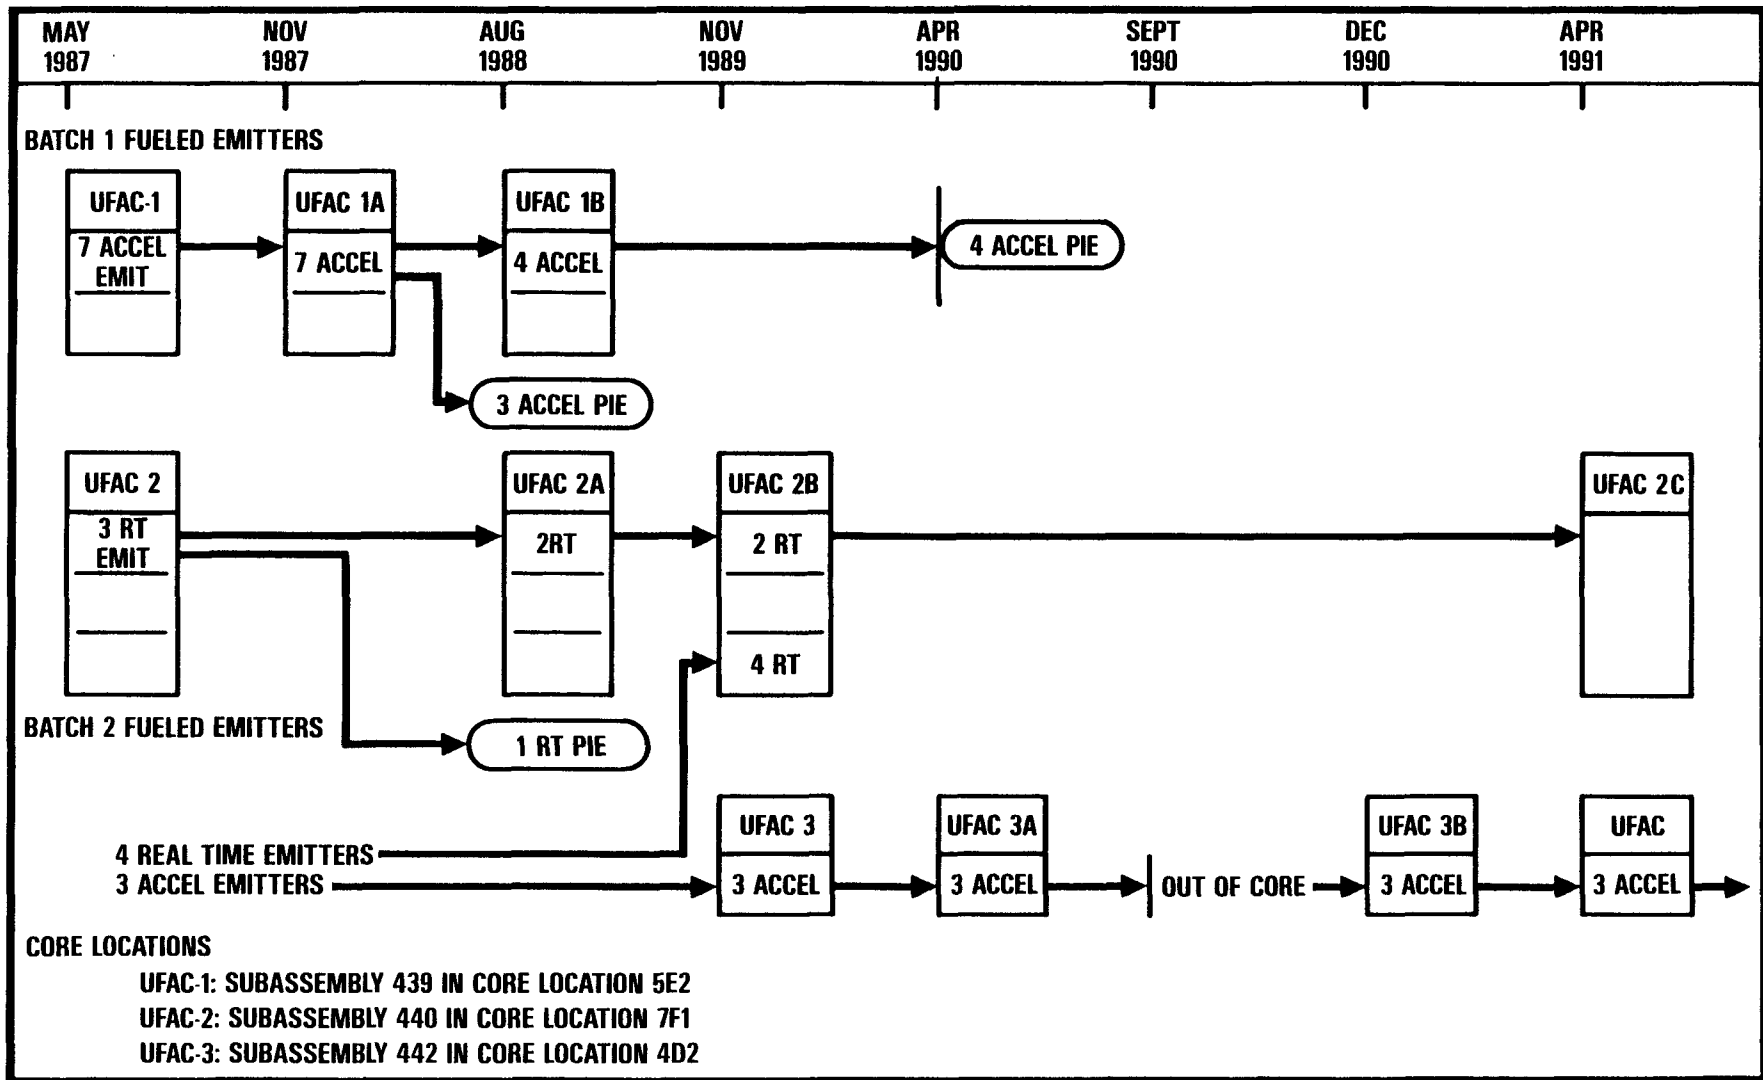 MAY 1987
NOV 1987
AUG 1988
NOV 1989
APR 1990
SEPT 1990
DEC 1990
APR 1991
BATCH 1 FUELED EMITTERS
UFAC-1
7 ACCEL
EMIT
UFAC 1A
7 ACCEL
UFAC 1B
4 ACCEL
4 ACCEL PIE
3 ACCEL PIE
UFAC 2
3 RT
EMIT
UFAC 2A
2RT
UFAC 2B
2 RT
4 RT
UFAC 2C
BATCH 2 FUELED EMITTERS
1 RT PIE
4 REAL TIME EMITTERS
3 ACCEL EMITTERS
UFAC 3
3 ACCEL
UFAC 3A
3 ACCEL
OUT OF CORE
UFAC 3B
3 ACCEL
UFAC
3 ACCEL
CORE LOCATIONS
UFAC-1: SUBASSEMBLY 439 IN CORE LOCATION 5E2
UFAC-2: SUBASSEMBLY 440 IN CORE LOCATION 7F1
UFAC-3: SUBASSEMBLY 442 IN CORE LOCATION 4D2